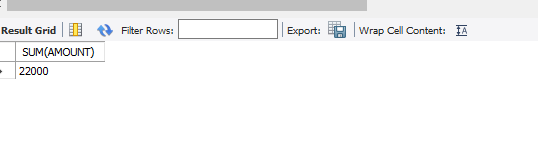 Result Grid Filter Rows: Export: Wrap Cell Content:
SUM(AMOUNT)
22000